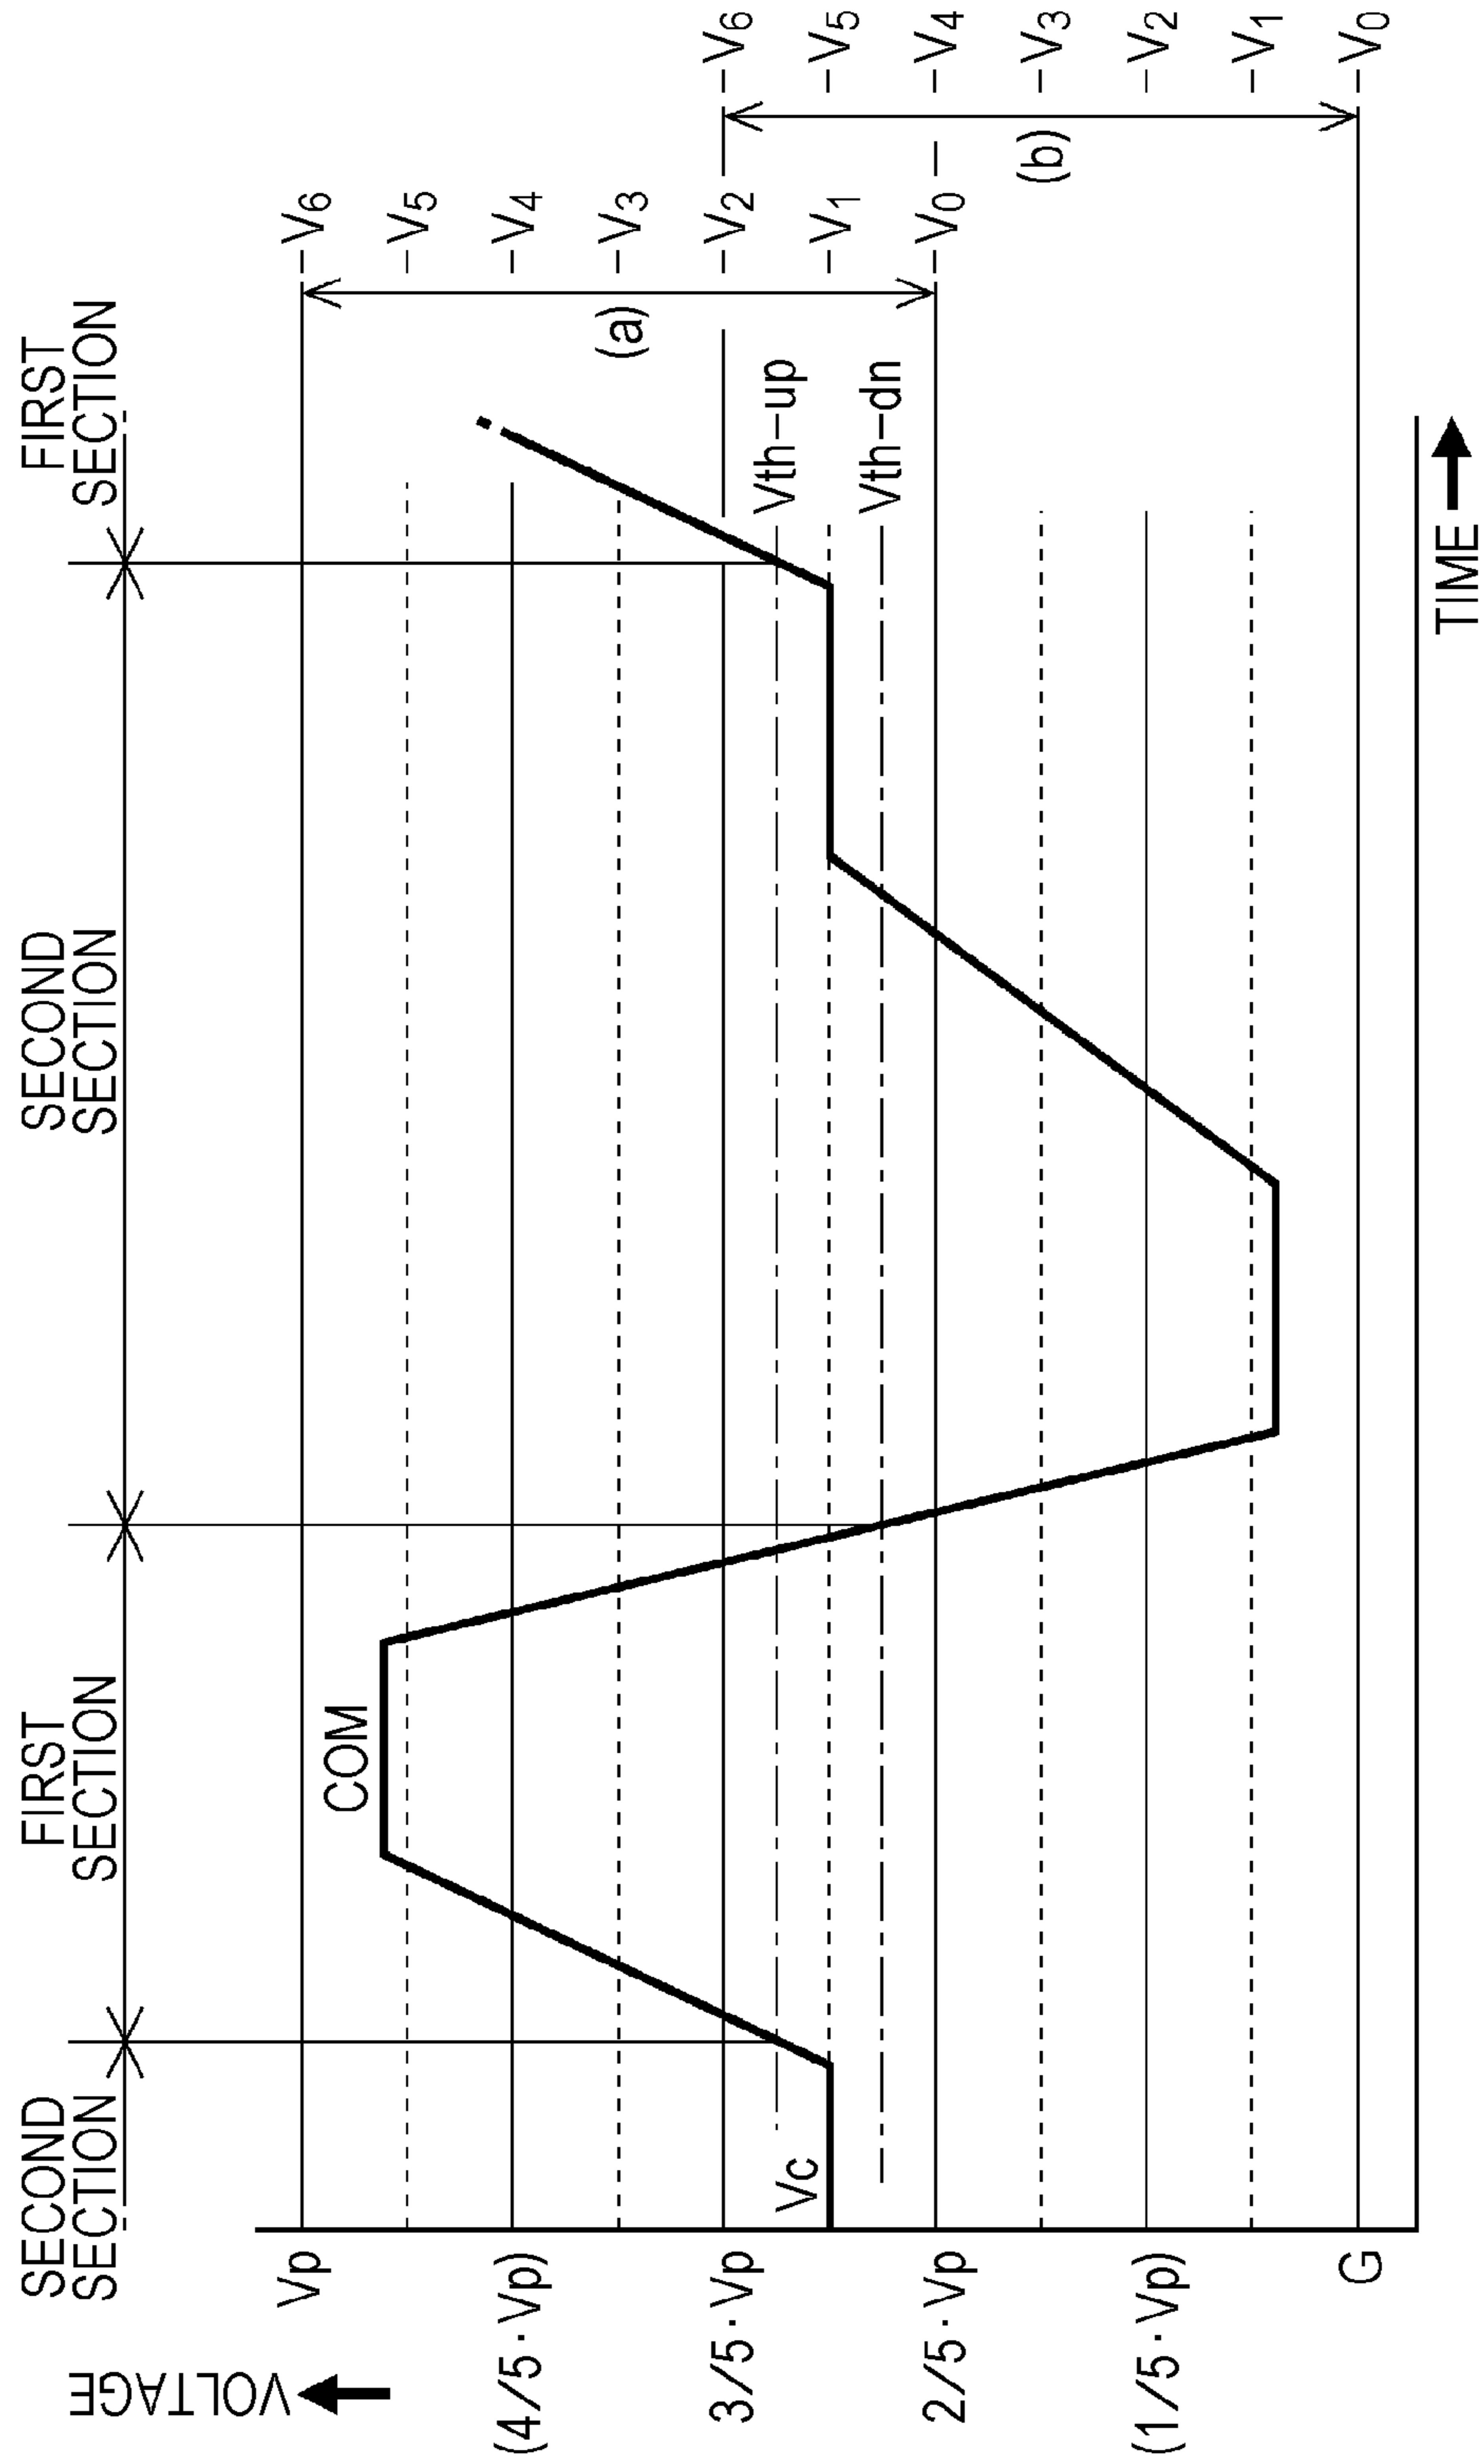 SECOND
SECTION
FIRST
SECTION
SECOND
SECTION
FIRST
SECTION
VOLTAGE
Vp
(4/5·Vp)
3/5·Vp
2/5·Vp
(1/5·Vp)
G
COM
Vc
Vth-up
Vth-dn
(a)
V6
V5
V4
V3
V2
V1
V0
(b)
V6
V5
V4
V3
V2
V1
V0
TIME